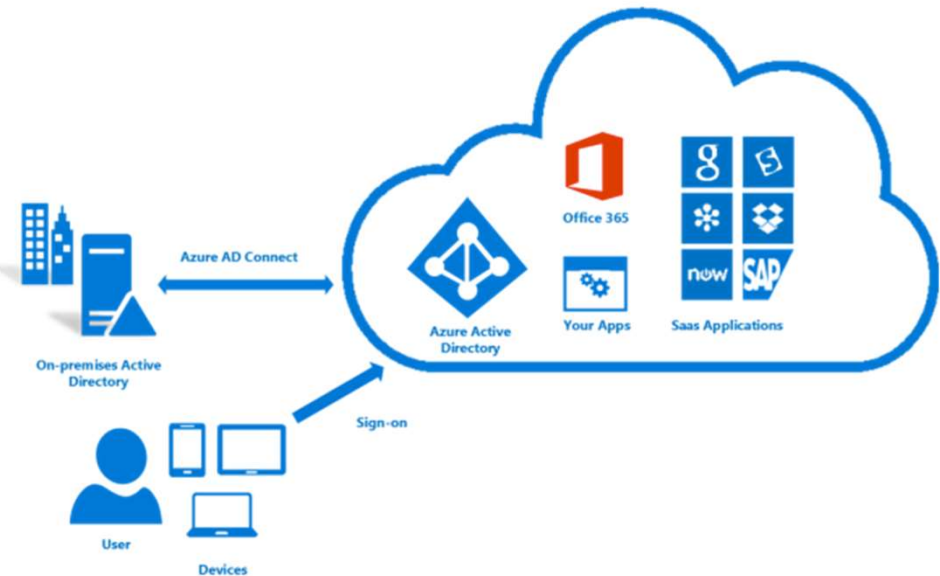 Office 365
Azure AD Connect
g
S
now
SAP
Azure Active
Directory
Your Apps
Saas Applications
On-premises Active
Directory
Sign-on
User
Devices